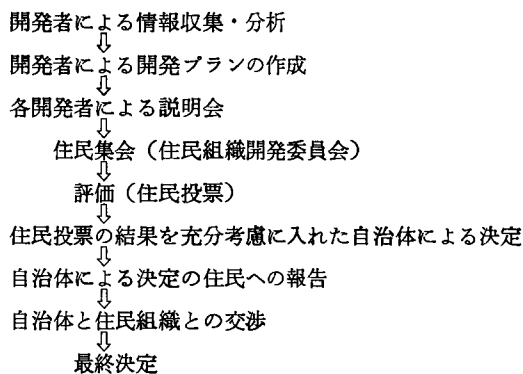 開発者による情報収集・分析
⇩
開発者による開発プランの作成
⇩
各開発者による説明会
⇩
住民集会（住民組織開発委員会）
⇩
評価（住民投票）
⇩
住民投票の結果を充分考慮に入れた自治体による決定
⇩
自治体による決定の住民への報告
⇩
自治体と住民組織との交渉
⇩
最終決定